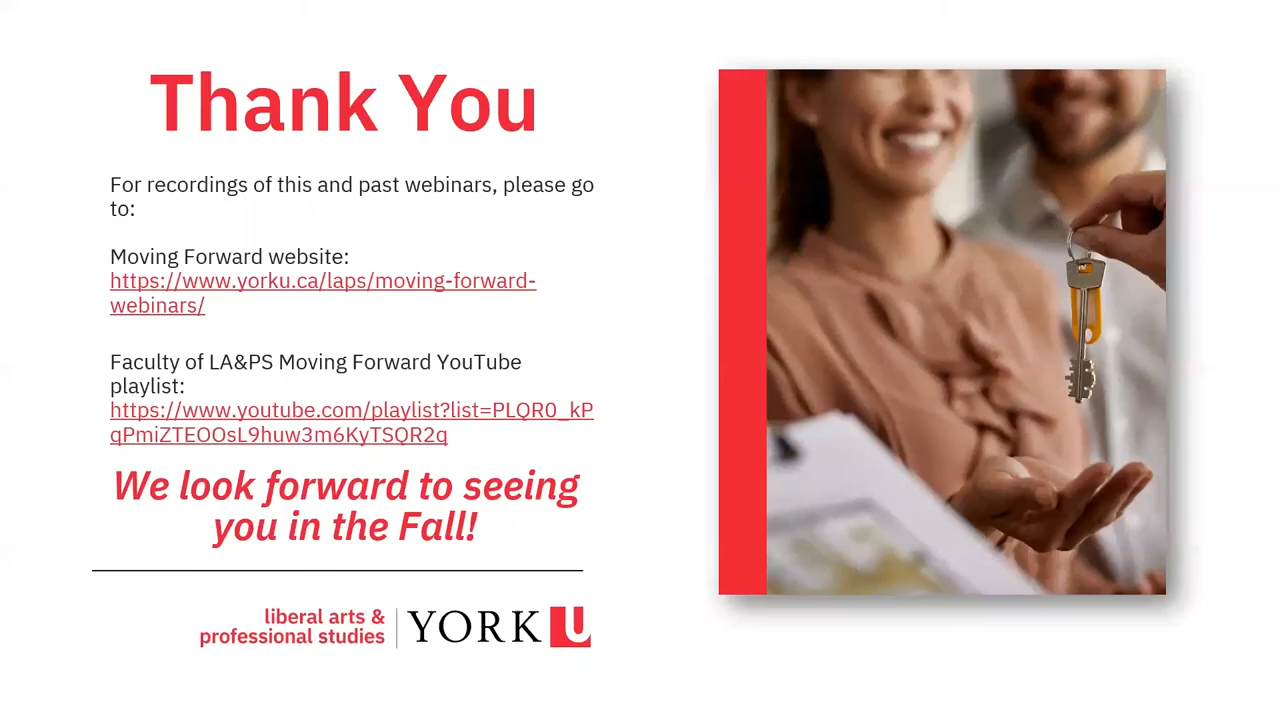 Thank You
For recordings of this and past webinars, please go
to:
Moving Forward website:
https://www.yorku.ca/laps/moving-forward-
webinars/
Faculty of LA&PS Moving Forward YouTube
playlist:
https://www.youtube.com/playlist?list=PLQR0_kP
qPmiZTEOOsL9huw3m6KyTSQR2q
We look forward to seeing
you in the Fall!
liberal arts &
professional studies
YORK U